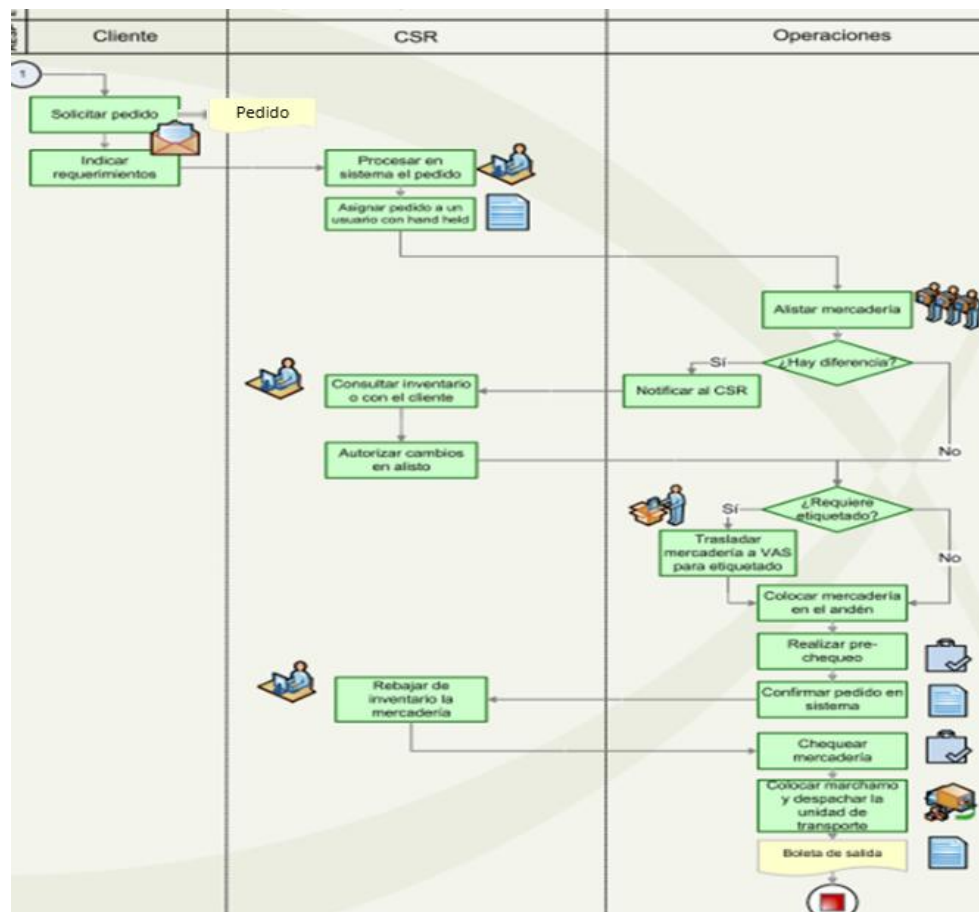 Cliente
CSR
Operaciones
1
Solicitar pedido
Pedido
Indicar
requerimientos
Procesar en
sistema el pedido
Asignar pedido a un
usuario con hand held
Alistar mercadería
¿Hay diferencia?
Sí
No
Notificar al CSR
Consultar inventario
o con el cliente
Autorizar cambios
en alisto
¿Requiere
etiquetado?
Sí
No
Trasladar
mercadería a VAS
para etiquetado
Colocar mercadería
en el andén
Realizar pre-
chequeo
Confirmar pedido en
sistema
Rebajar de
inventario la
mercadería
Chequear
mercadería
Colocar marchamo
y despachar la
unidad de
transporte
Boleta de salida